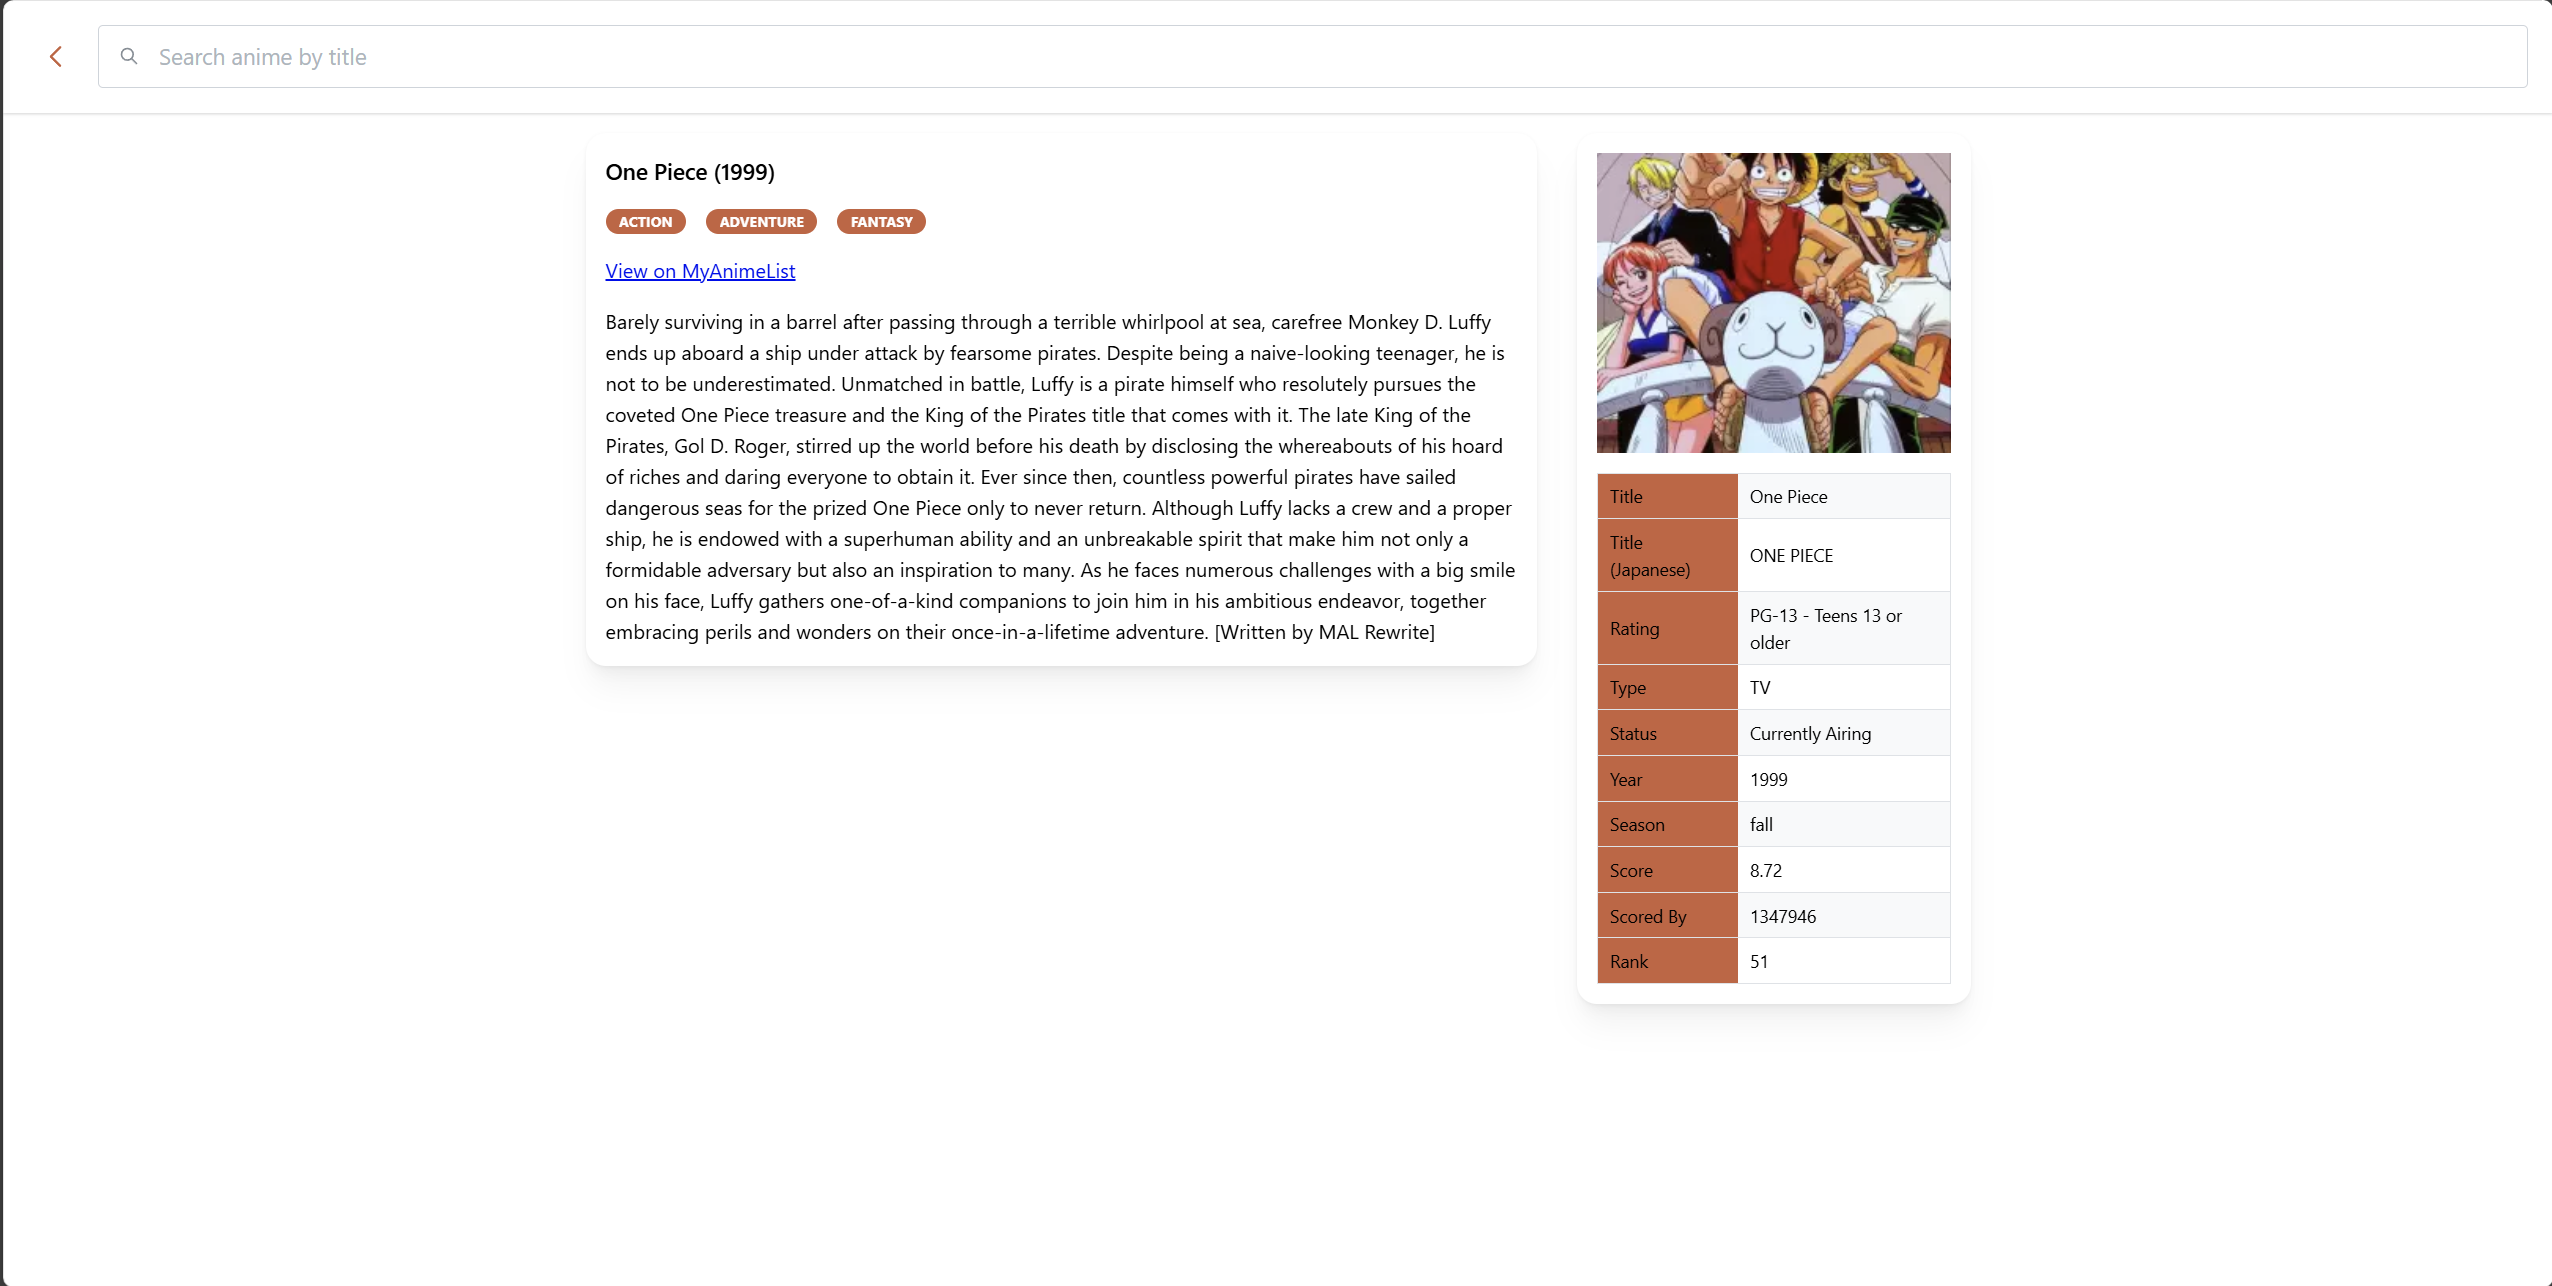 Search anime by title
One Piece (1999)
ACTION ADVENTURE FANTASY
View on MyAnimeList
Barely surviving in a barrel after passing through a terrible whirlpool at sea, carefree Monkey D. Luffy
ends up aboard a ship under attack by fearsome pirates. Despite being a naive-looking teenager, he is
not to be underestimated. Unmatched in battle, Luffy is a pirate himself who resolutely pursues the
coveted One Piece treasure and the King of the Pirates title that comes with it. The late King of the
Pirates, Gol D. Roger, stirred up the world before his death by disclosing the whereabouts of his hoard
of riches and daring everyone to obtain it. Ever since then, countless powerful pirates have sailed
dangerous seas for the prized One Piece only to never return. Although Luffy lacks a crew and a proper
ship, he is endowed with a superhuman ability and an unbreakable spirit that make him not only a
formidable adversary but also an inspiration to many. As he faces numerous challenges with a big smile
on his face, Luffy gathers one-of-a-kind companions to join him in his ambitious endeavor, together
embracing perils and wonders on their once-in-a-lifetime adventure. [Written by MAL Rewrite]
Title One Piece
Title
(Japanese) ONE PIECE
Rating PG-13 - Teens 13 or
older
Type TV
Status Currently Airing
Year 1999
Season fall
Score 8.72
Scored By 1347946
Rank 51